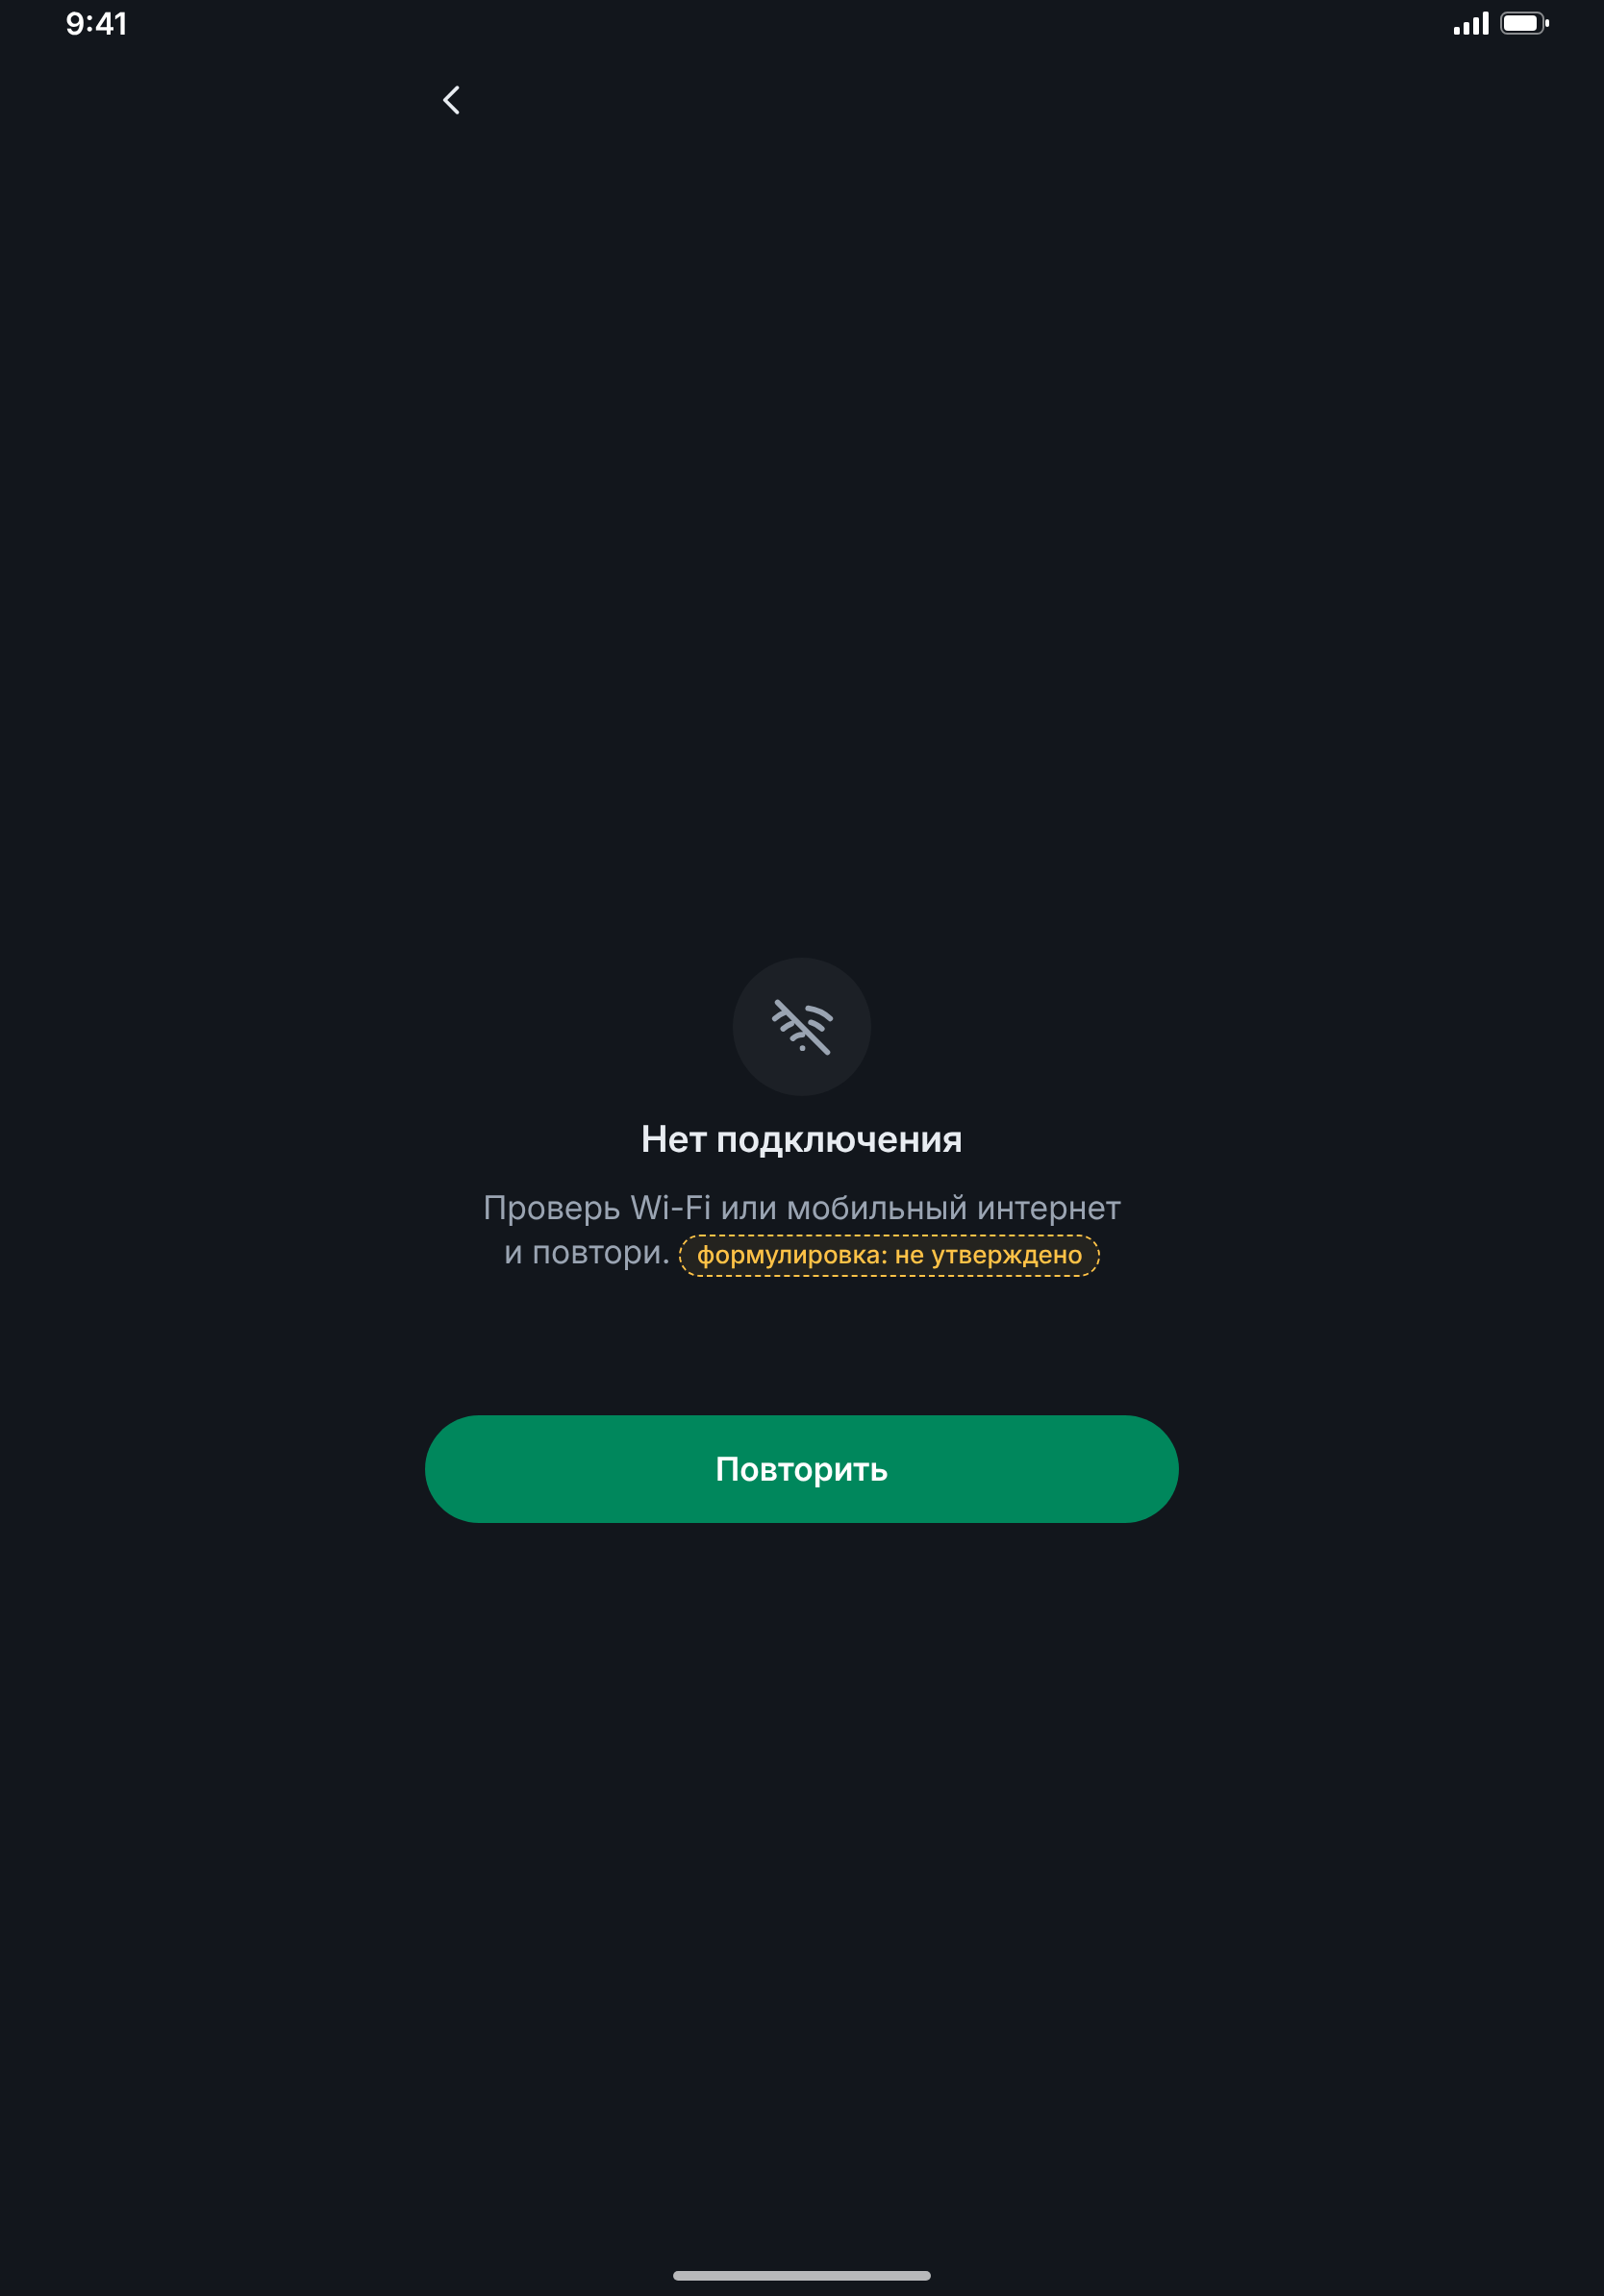 9:41
Нет подключения
Проверь Wi-Fi или мобильный интернет
и повтори. формулировка: не утверждено
Повторить